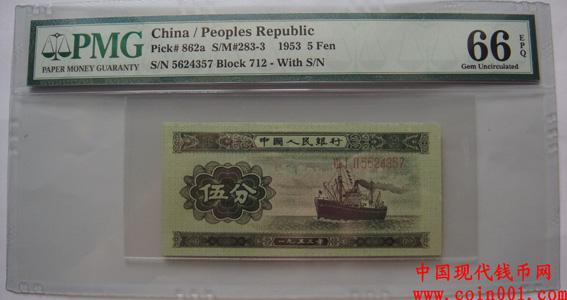 PMG
PAPER MONEY GUARANTY
China / Peoples Republic
Pick# 862a S/M#283-3 1953 5 Fen
S/N 5624357 Block 712 - With S/N
66 EPQ
Gem Uncirculated
中國人民銀行
5624357
伍分
一九五三年
中国现代钱币网
www.coin001.com